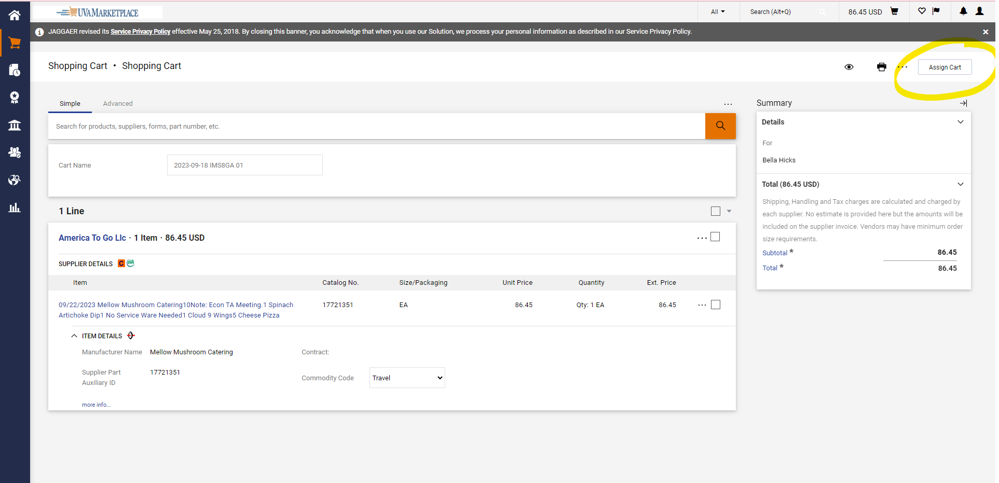 UVAMARKETPLACE
All
Search (Alt+Q)
86.45 USD
JAGGAER revised its Service Privacy Policy effective May 25, 2018. By closing this banner, you acknowledge that when you use our Solution, we process your personal information as described in our Service Privacy Policy.
Shopping Cart • Shopping Cart
Assign Cart
Simple
Advanced
Search for products, suppliers, forms, part number, etc.
Cart Name
2023-09-18 IMS8GA 01
1 Line
America To Go Llc · 1 Item · 86.45 USD
SUPPLIER DETAILS C eVA
Item Catalog No. Size/Packaging Unit Price Quantity Ext. Price
09/22/2023 Mellow Mushroom Catering10Note: Econ TA Meeting.1 Spinach 17721351 EA 86.45 Qty: 1 EA 86.45
Artichoke Dip1 No Service Ware Needed1 Cloud 9 Wings5 Cheese Pizza
ITEM DETAILS
Manufacturer Name Mellow Mushroom Catering Contract:
Supplier Part 17721351
Auxiliary ID
Commodity Code Travel
more info...
Summary
Details
For
Bella Hicks
Total (86.45 USD)
Shipping, Handling and Tax charges are calculated and charged by
each supplier. No estimate is provided here but the amounts will be
included on the supplier invoice. Vendors may have minimum order
size requirements.
Subtotal 86.45
Total 86.45